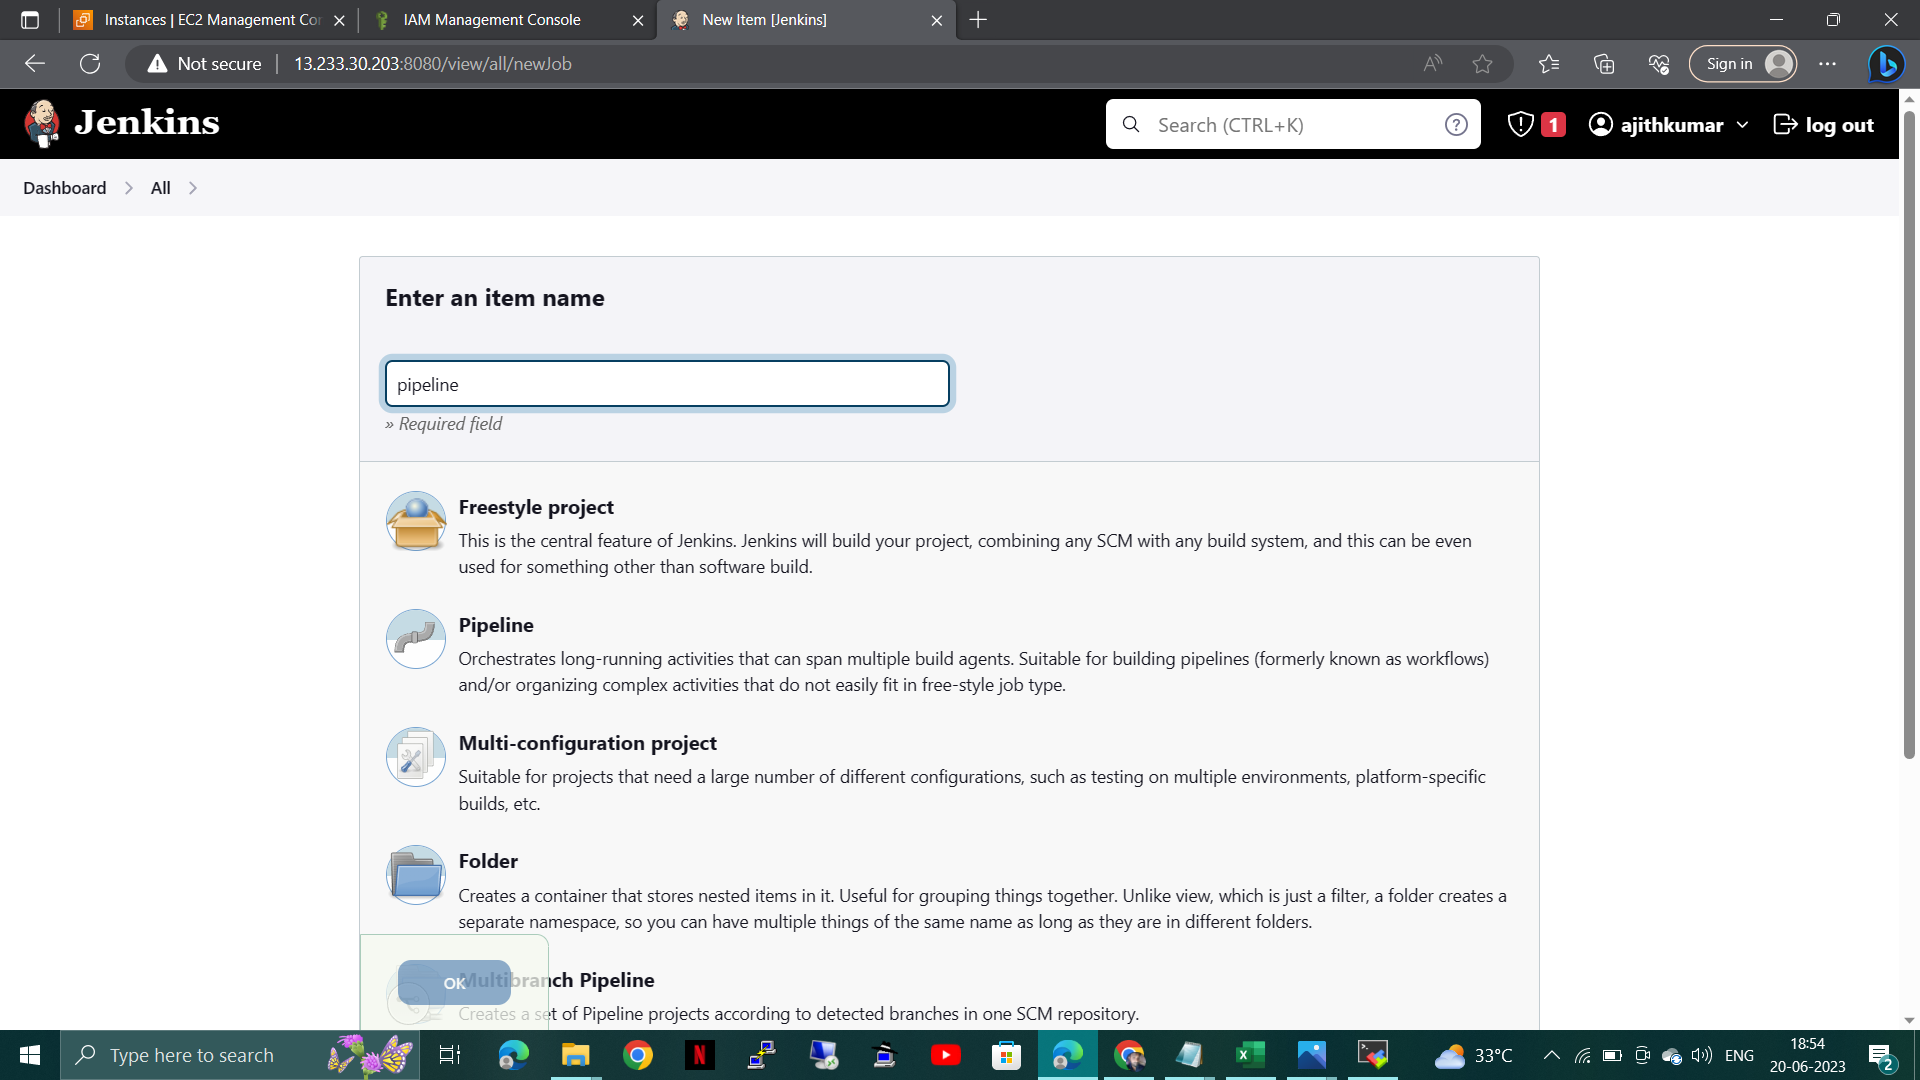 Instances | EC2 Management Co
IAM Management Console
New Item [Jenkins]
Not secure
13.233.30.203:8080/view/all/newJob
Sign in
Jenkins
Search (CTRL+K)
1
ajithkumar
log out
Dashboard
All
Enter an item name
pipeline
» Required field
Freestyle project
This is the central feature of Jenkins. Jenkins will build your project, combining any SCM with any build system, and this can be even
used for something other than software build.
Pipeline
Orchestrates long-running activities that can span multiple build agents. Suitable for building pipelines (formerly known as workflows)
and/or organizing complex activities that do not easily fit in free-style job type.
Multi-configuration project
Suitable for projects that need a large number of different configurations, such as testing on multiple environments, platform-specific
builds, etc.
Folder
Creates a container that stores nested items in it. Useful for grouping things together. Unlike view, which is just a filter, a folder creates a
separate namespace, so you can have multiple things of the same name as long as they are in different folders.
OK
Multibranch Pipeline
Creates a set of Pipeline projects according to detected branches in one SCM repository.
Type here to search
33°C
ENG
18:54
20-06-2023
2